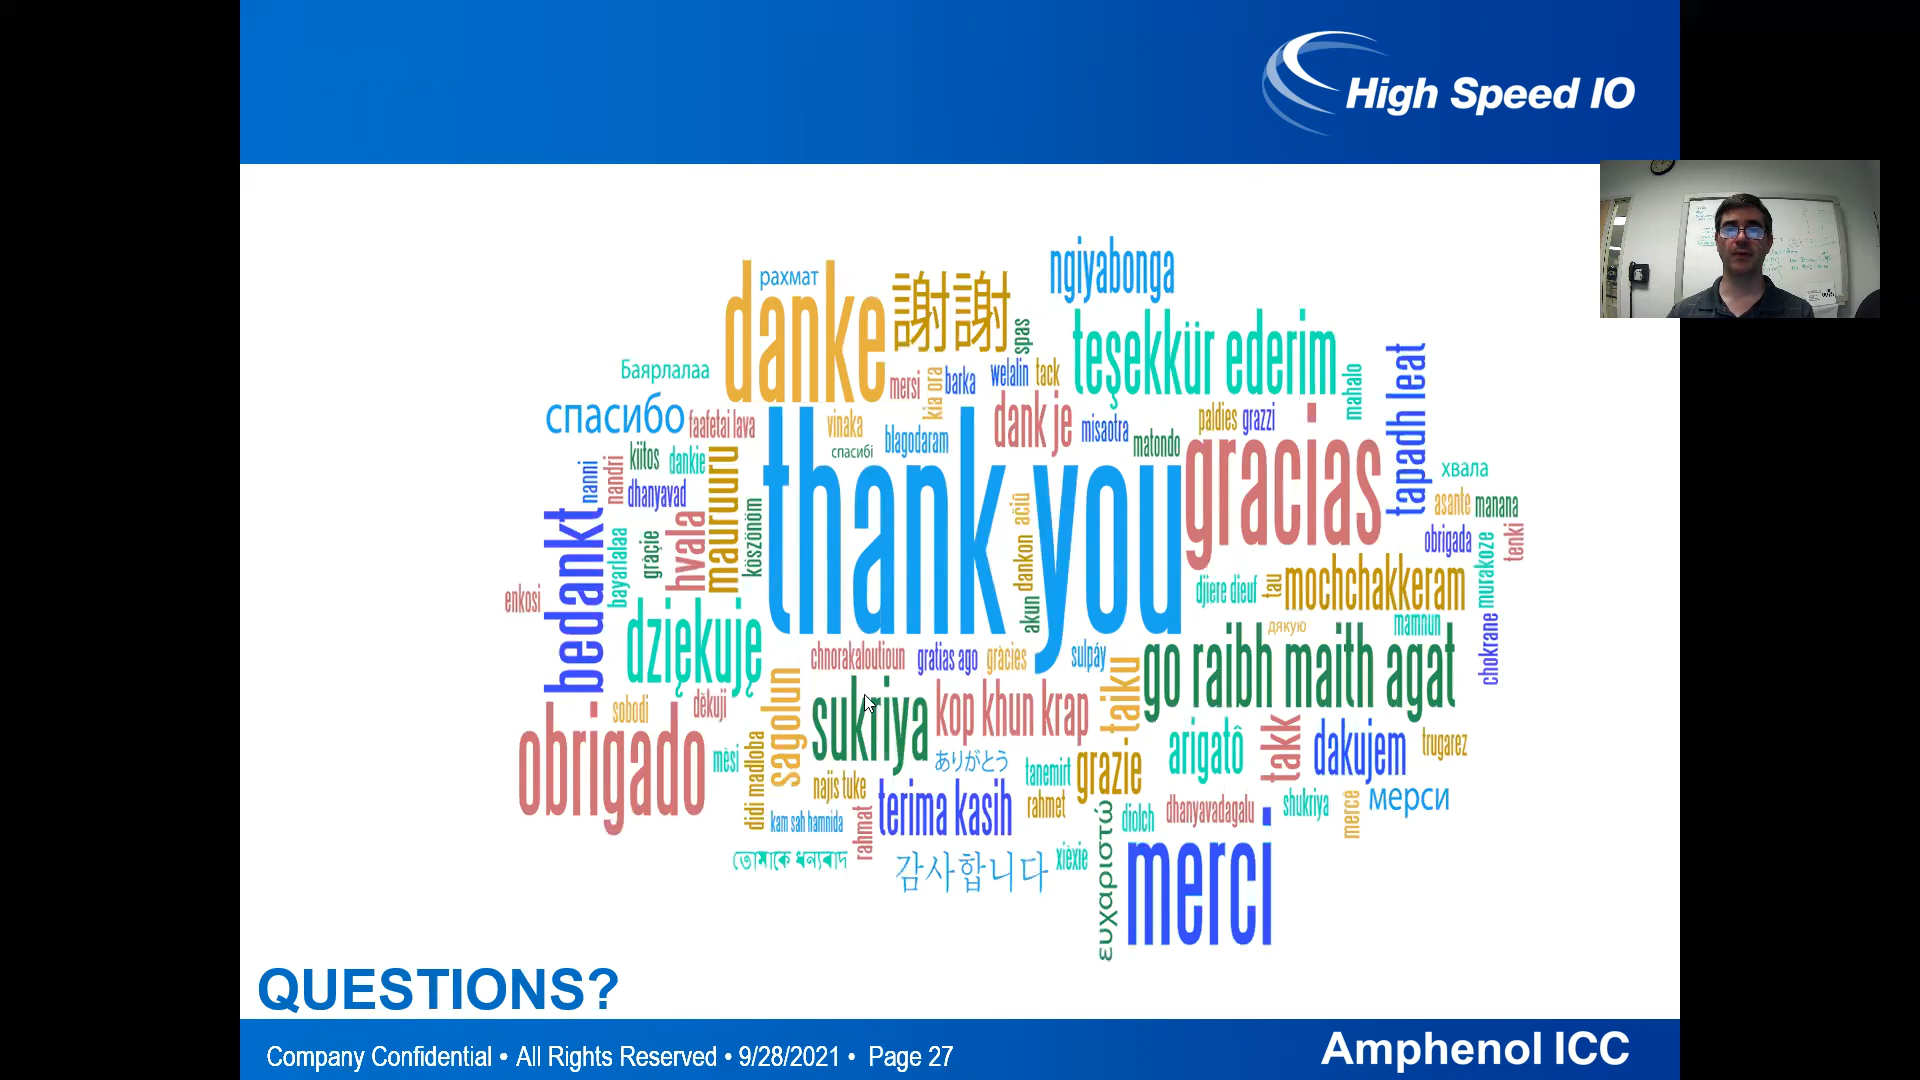 High Speed IO
ngiyabonga
рахмат
danke
謝謝
spas
teşekkür ederim
mahalo
tapadh leat
Баярлалаа
mersi
kia ora
barka
welalin
tack
спасибо
faafetai lava
vinaka
blagodaram
dank je
misaotra
matondo
paldies
grazzi
gracias
спасибі
thank you
ačiū
dankon
akun
nanni
nandri
kiitos
dankie
dhanyavad
mauruuru
köszönöm
хвала
asante
manana
obrigada
murakoze
tenki
bedankt
bayarlalaa
gràcie
hvala
enkosi
dziękuję
djiere dieuf
tau
mochchakkeram
дякую
mamnun
chokrane
chnorakaloutioun
gratias ago
gràcies
sulpáy
taiku
go raibh maith agat
sobodi
děkuji
sagolun
sukriya
kop khun krap
obrigado
mèsi
didi madloba
ありがとう
tanemirt
grazie
arigatô
takk
dakujem
trugarez
najis tuke
kam sah hamnida
rahmat
terima kasih
rahmet
diolch
dhanyavadagalu
shukriya
merce
мерси
তোমাকে ধন্যবাদ
감사합니다
xièxie
ευχαριστώ
merci
QUESTIONS?
Company Confidential • All Rights Reserved • 9/28/2021 • Page 27
Amphenol ICC